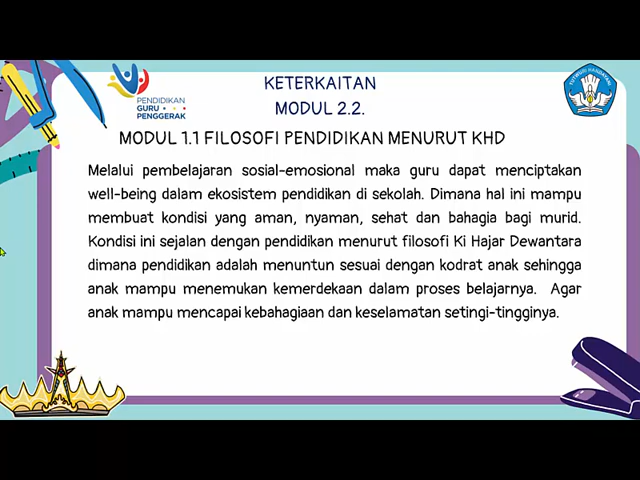 KETERKAITAN
MODUL 2.2.
MODUL 1.1 FILOSOFI PENDIDIKAN MENURUT KHD
PENDIDIKAN
GURU
PENGGERAK
TUT WURI HANDAYANI
Melalui pembelajaran sosial-emosional maka guru dapat menciptakan
well-being dalam ekosistem pendidikan di sekolah. Dimana hal ini mampu
membuat kondisi yang aman, nyaman, sehat dan bahagia bagi murid.
Kondisi ini sejalan dengan pendidikan menurut filosofi Ki Hajar Dewantara
dimana pendidikan adalah menuntun sesuai dengan kodrat anak sehingga
anak mampu menemukan kemerdekaan dalam proses belajarnya. Agar
anak mampu mencapai kebahagiaan dan keselamatan setingi-tingginya.